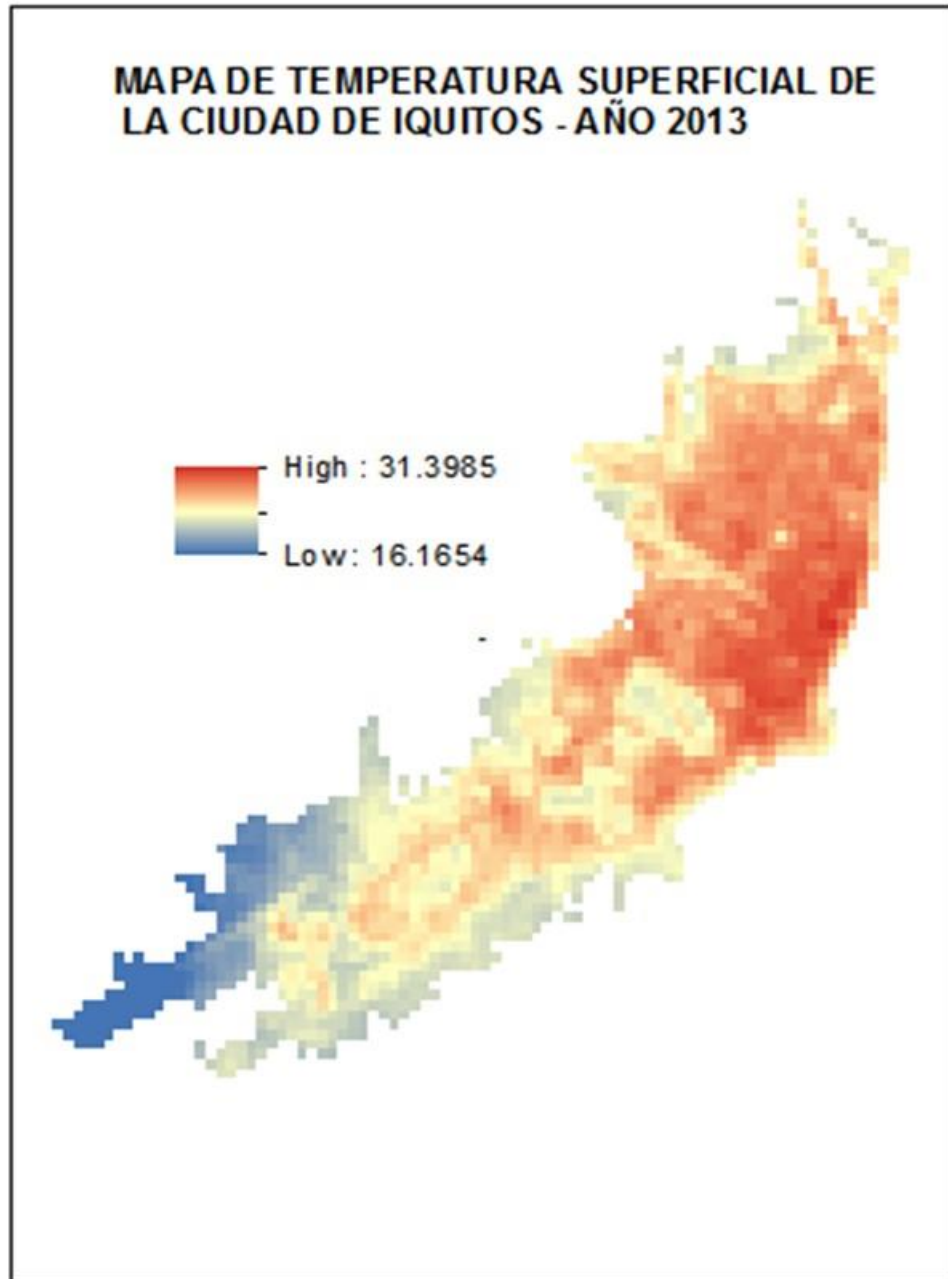 MAPA DE TEMPERATURA SUPERFICIAL DE
LA CIUDAD DE IQUITOS - AÑO 2013
High : 31.3985
Low: 16.1654